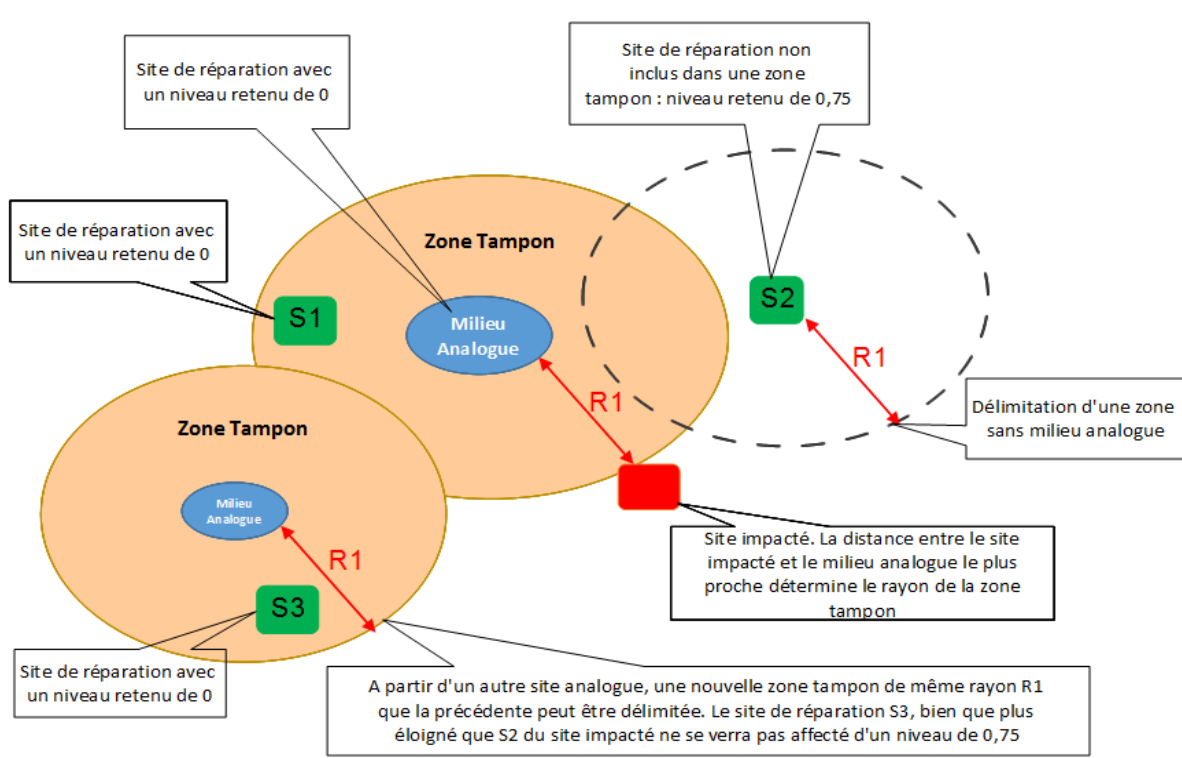 Site de réparation avec
un niveau retenu de 0
Site de réparation non
inclus dans une zone
tampon : niveau retenu de 0,75
Site de réparation avec
un niveau retenu de 0
Zone Tampon
S1
Milieu
Analogue
S2
R1
R1
Délimitation d'une zone
sans milieu analogue
Zone Tampon
Milieu
Analogue
R1
S3
Site impacté. La distance entre le site
impacté et le milieu analogue le plus
proche détermine le rayon de la zone
tampon
Site de réparation avec
un niveau retenu de 0
A partir d'un autre site analogue, une nouvelle zone tampon de même rayon R1
que la précédente peut être délimitée. Le site de réparation S3, bien que plus
éloigné que S2 du site impacté ne se verra pas affecté d'un niveau de 0,75